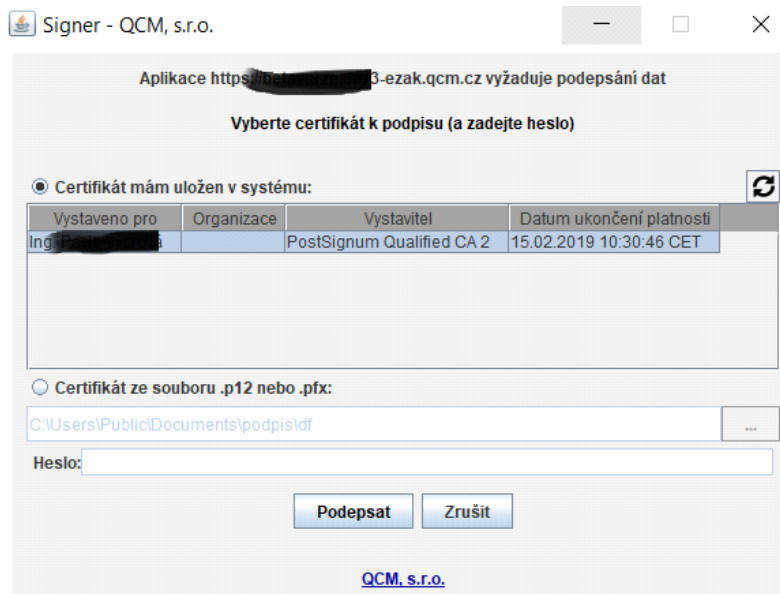 Signer - QCM, s.r.o.
Aplikace https 3-ezak.qcm.cz vyžaduje podepsání dat
Vyberte certifikát k podpisu (a zadejte heslo)
Certifikát mám uložen v systému:
Vystaveno pro Organizace Vystavitel Datum ukončení platnosti
Ing. PostSignum Qualified CA 2 15.02.2019 10:30:46 CET
Certifikát ze souboru .p12 nebo .pfx:
C:\Users\Public\Documents\podpis\df ...
Heslo:
Podepsat Zrušit
QCM, s.r.o.